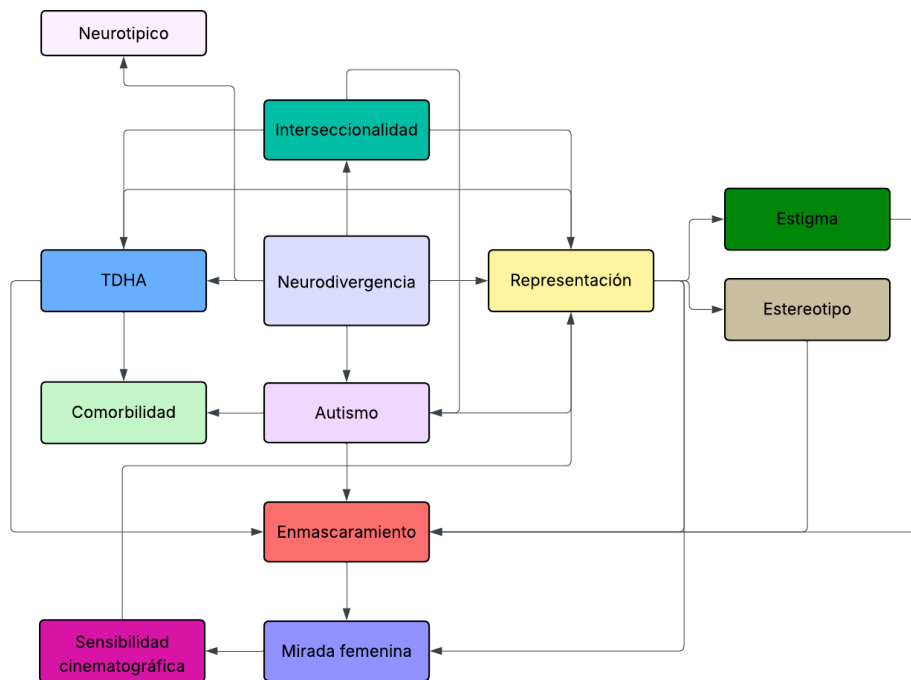 Neurotipico
Interseccionalidad
Estigma
TDHA
Neurodivergencia
Representación
Estereotipo
Comorbilidad
Autismo
Enmascaramiento
Sensibilidad
cinematográfica
Mirada femenina